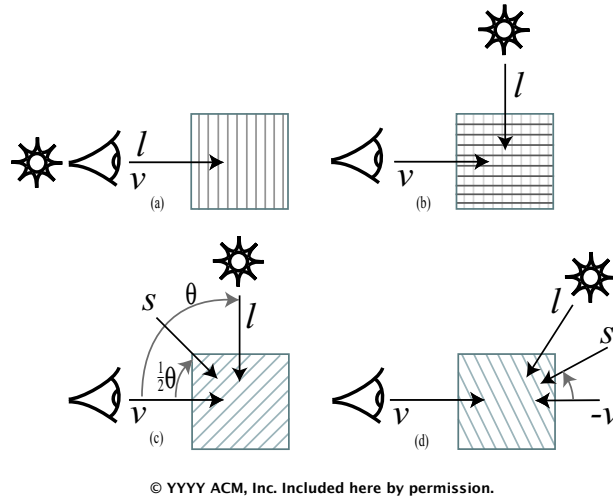 l
v
(a)
l
v
(b)
θ
s
l
½θ
v
(c)
l
s
v
-v
(d)
© YYYY ACM, Inc. Included here by permission.